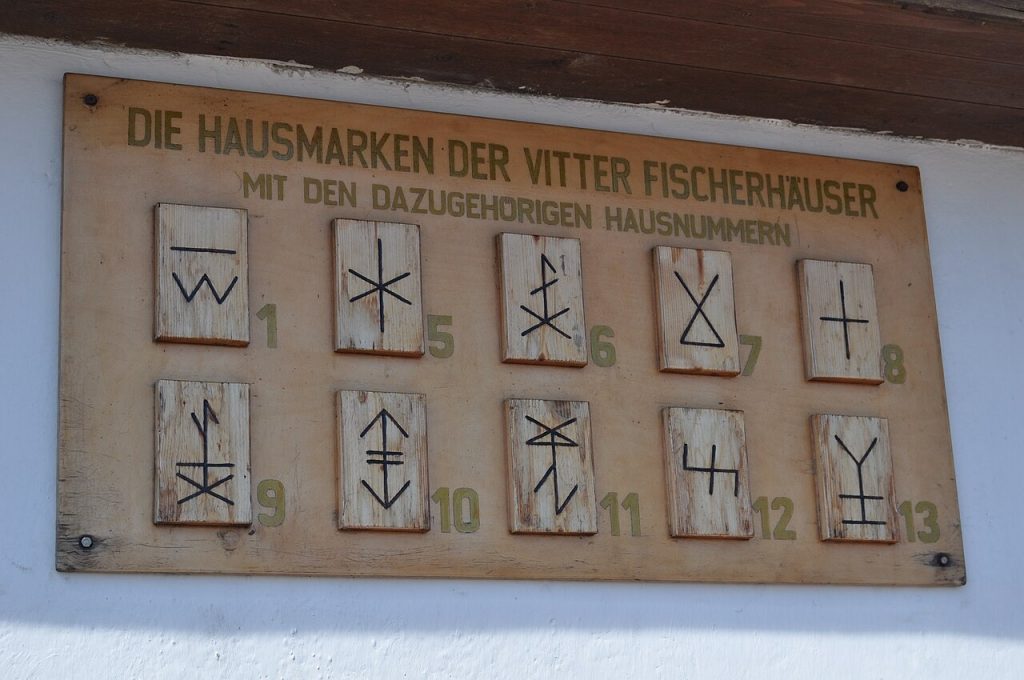 DIE HAUSMARKEN DER VITTER FISCHERHÄUSER
MIT DEN DAZUGEHÖRIGEN HAUSNUMMERN
1 5 6 7 8
9 10 11 12 13